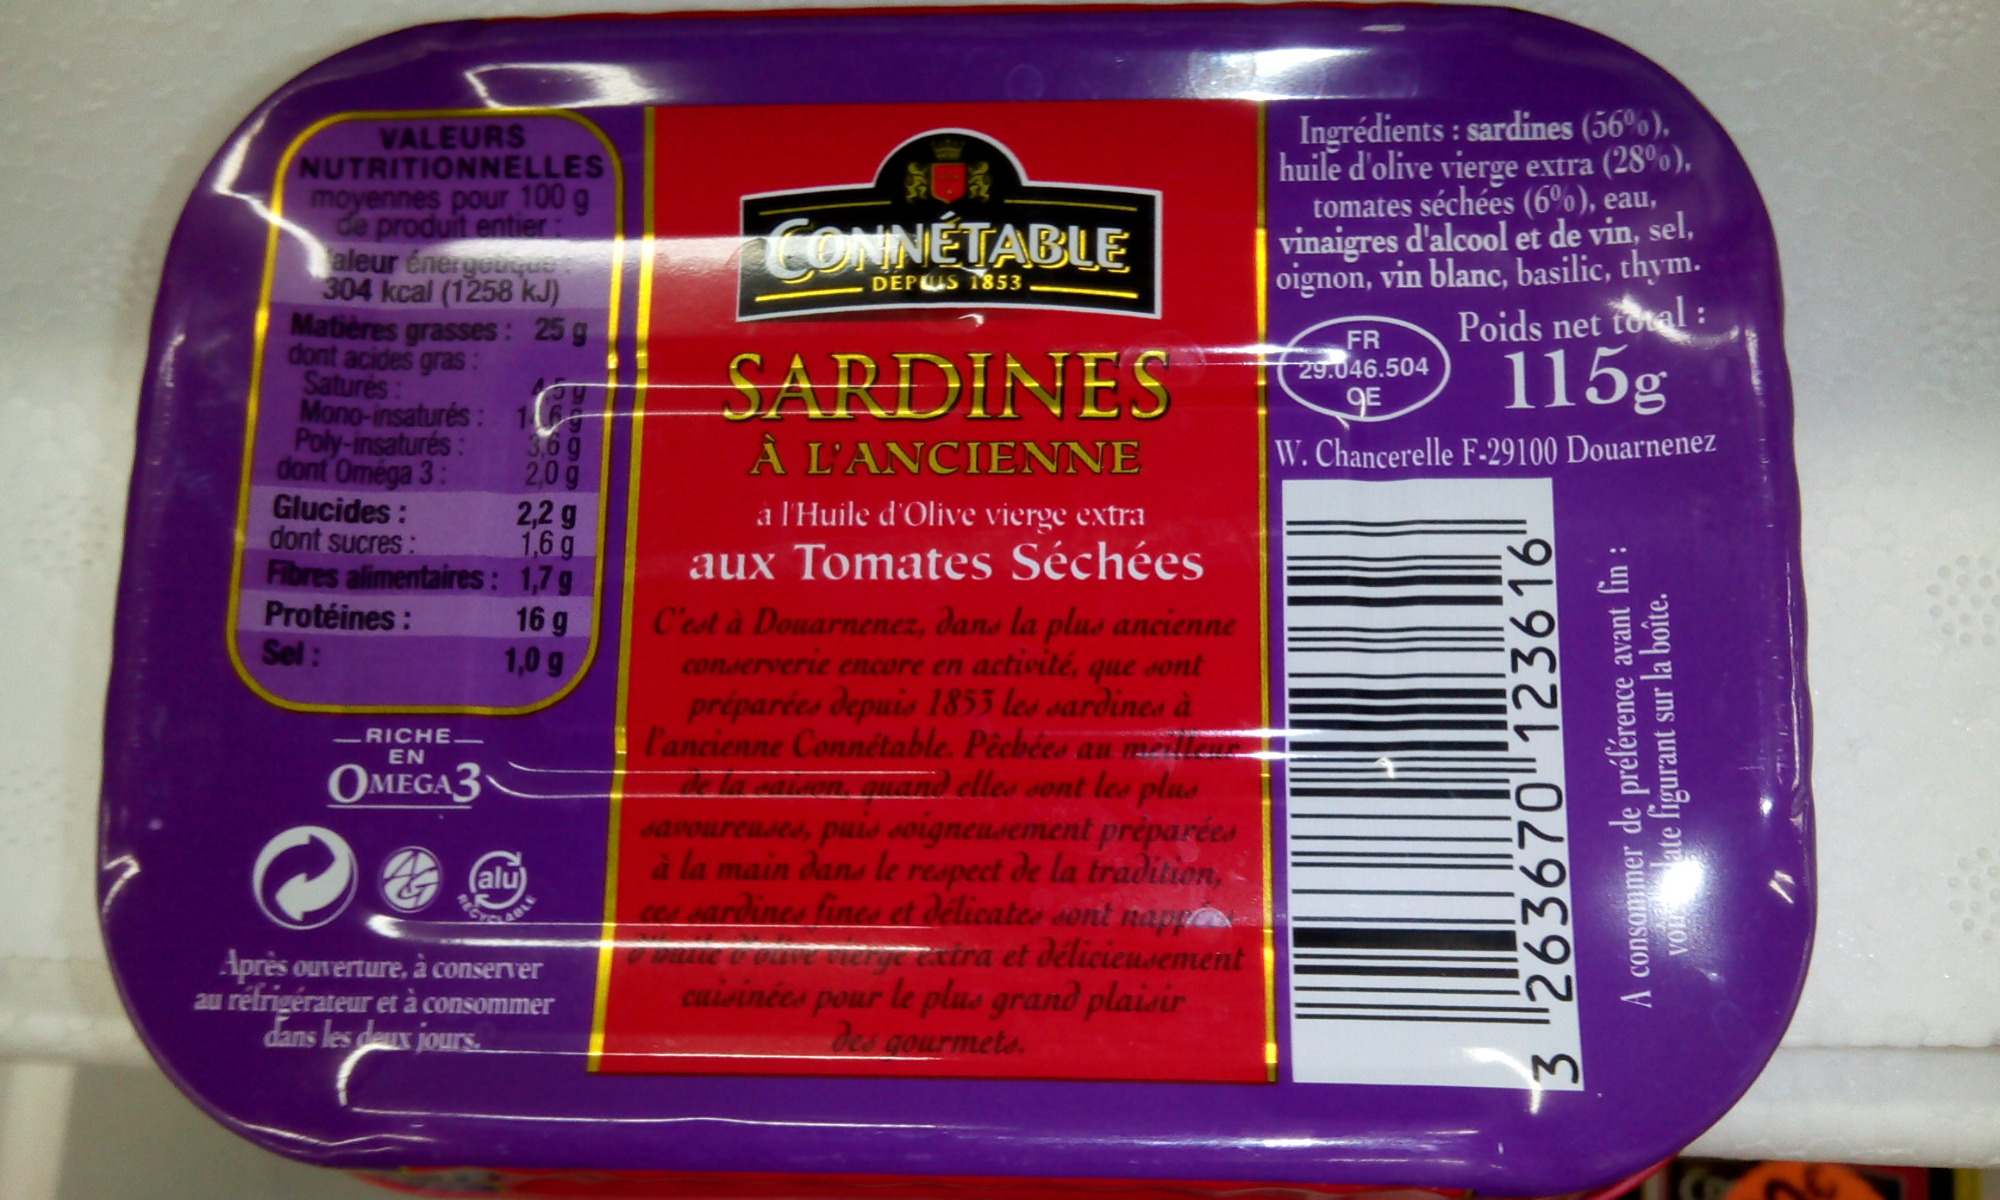 VALEURS
NUTRITIONNELLES
moyennes pour 100 g
de produit entier :
aleur énergétique :
304 kcal (1258 kJ)
Matières grasses : 25 g
dont acides gras :
Saturés : 4,5 g
Mono-insaturés :
Poly-insaturés : 3,6 g
dont Oméga 3 : 2,0 g
Glucides : 2,2 g
dont sucres : 1,6 g
Fibres alimentaires : 1,7 g
Protéines : 16 g
Sel : 1,0 g
RICHE
EN
OMEGA3
AG
alu
RECYCLABLE
Après ouverture, à conserver
au réfrigérateur et à consommer
dans les deux jours.
CONNÉTABLE
DEPUIS 1853
SARDINES
À L'ANCIENNE
à l'Huile d'Olive vierge extra
aux Tomates Séchées
C'est à Douarnenez, dans la plus ancienne
conserverie encore en activité, que sont
préparées depuis 1853 les sardines à
l'ancienne Connétable. Pêchées au meilleur
de la saison, quand elles sont les plus
savoureuses, puis soigneusement préparées
à la main dans le respect de la tradition,
ces sardines fines et délicates sont nappées
d'huile d'olive vierge extra et délicieusement
cuisinées pour le plus grand plaisir
des gourmets.
Ingrédients : sardines (56%),
huile d'olive vierge extra (28%),
tomates séchées (6%), eau,
vinaigres d'alcool et de vin, sel,
oignon, vin blanc, basilic, thym.
FR
29.046.504
CE
Poids net total :
115g
W. Chancerelle F-29100 Douarnenez
3 263670 123616
A consommer de préférence avant fin :
voir date figurant sur la boîte.